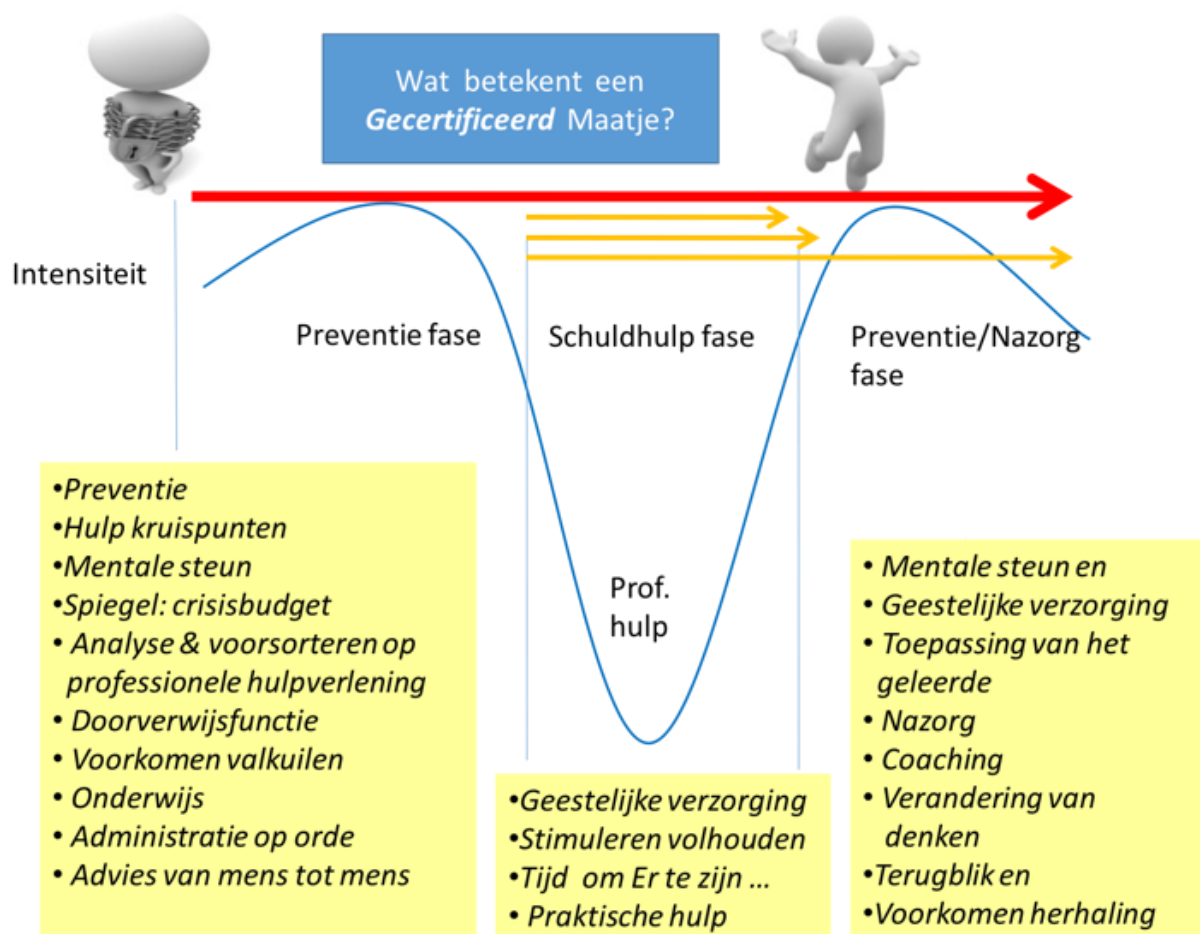 Wat betekent een
Gecertificeerd Maatje?
Intensiteit
Preventie fase
Schuldhulp fase
Preventie/Nazorg
fase
Prof.
hulp
•Preventie
•Hulp kruispunten
•Mentale steun
•Spiegel: crisisbudget
• Analyse & voorsorteren op
professionele hulpverlening
• Doorverwijsfunctie
• Voorkomen valkuilen
• Onderwijs
• Administratie op orde
• Advies van mens tot mens
•Geestelijke verzorging
•Stimuleren volhouden
•Tijd om Er te zijn ...
• Praktische hulp
• Mentale steun en
• Geestelijke verzorging
• Toepassing van het
geleerde
• Nazorg
• Coaching
• Verandering van
denken
•Terugblik en
•Voorkomen herhaling